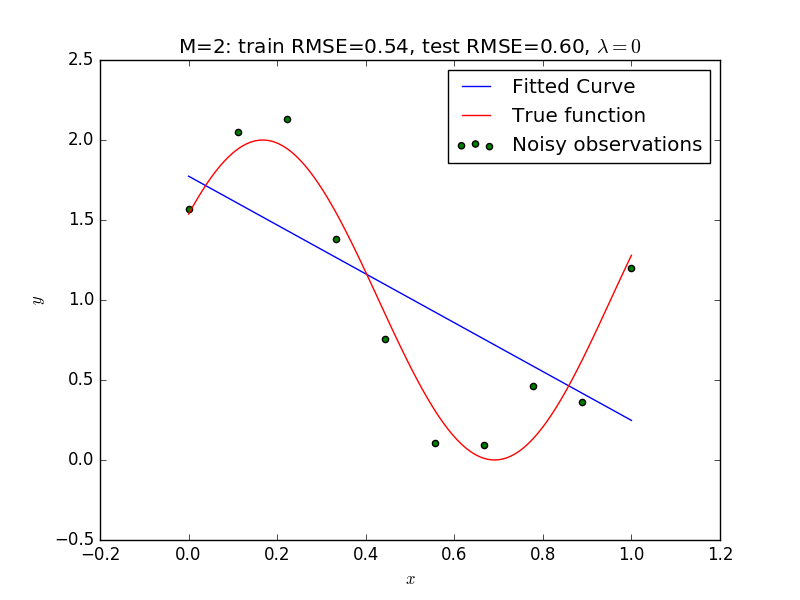 M=2: train RMSE=0.54, test RMSE=0.60, λ = 0
Fitted Curve
True function
Noisy observations
2.5
2.0
1.5
1.0
0.5
0.0
−0.5
y
−0.2 0.0 0.2 0.4 0.6 0.8 1.0 1.2
x